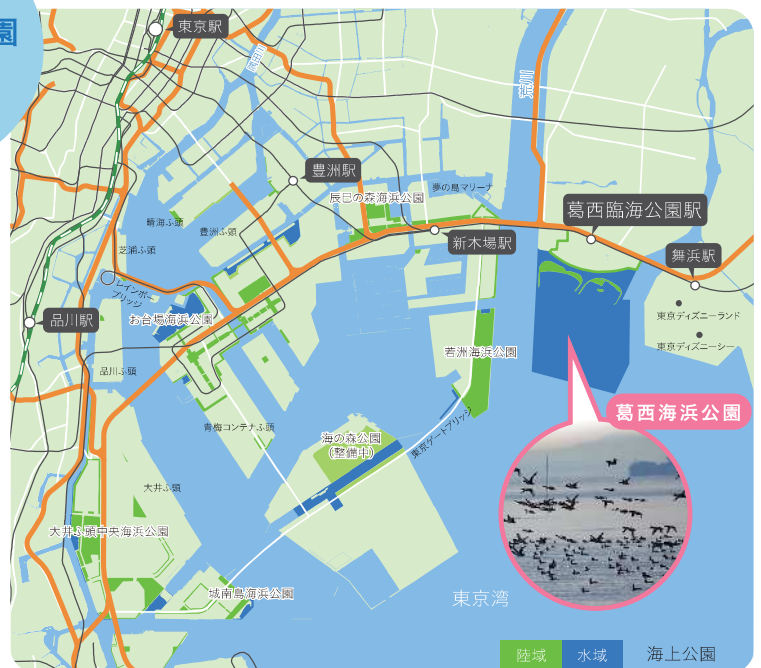 園
東京駅
隅田川
荒川
豊洲駅
辰巳の森海浜公園
夢の島マリーナ
葛西臨海公園駅
新木場駅
舞浜駅
晴海ふ頭
豊洲ふ頭
芝浦ふ頭
レインボー
ブリッジ
お台場海浜公園
品川駅
東京ディズニーランド
東京ディズニーシー
若洲海浜公園
品川ふ頭
葛西海浜公園
青梅コンテナふ頭
海の森公園
(整備中)
東京ゲートブリッジ
大井ふ頭
大井ふ頭中央海浜公園
城南島海浜公園
東京湾
陸域
水域
海上公園